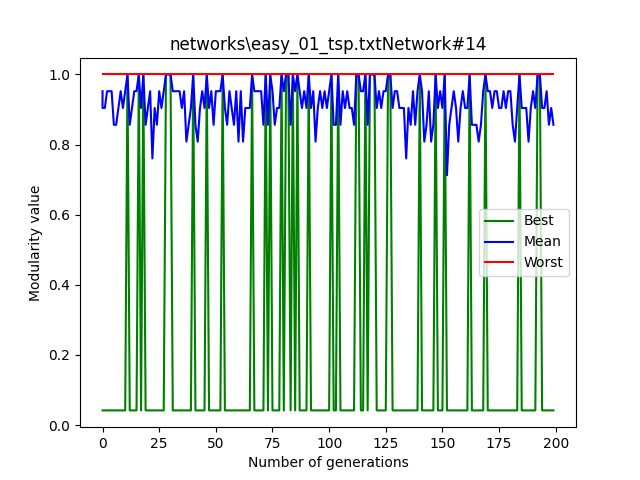 networks\easy_01_tsp.txtNetwork#14
Modularity value
1.0
0.8
0.6
0.4
0.2
0.0
Best
Mean
Worst
0 25 50 75 100 125 150 175 200
Number of generations